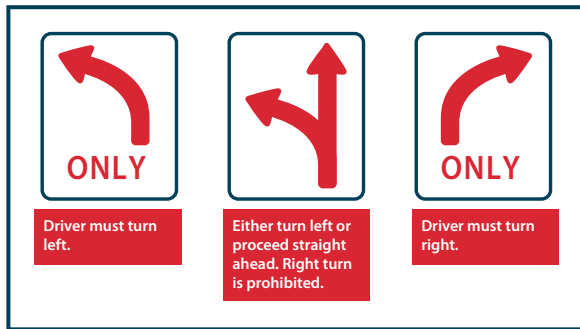 ONLY
Driver must turn
left.
Either turn left or
proceed straight
ahead. Right turn
is prohibited.
ONLY
Driver must turn
right.